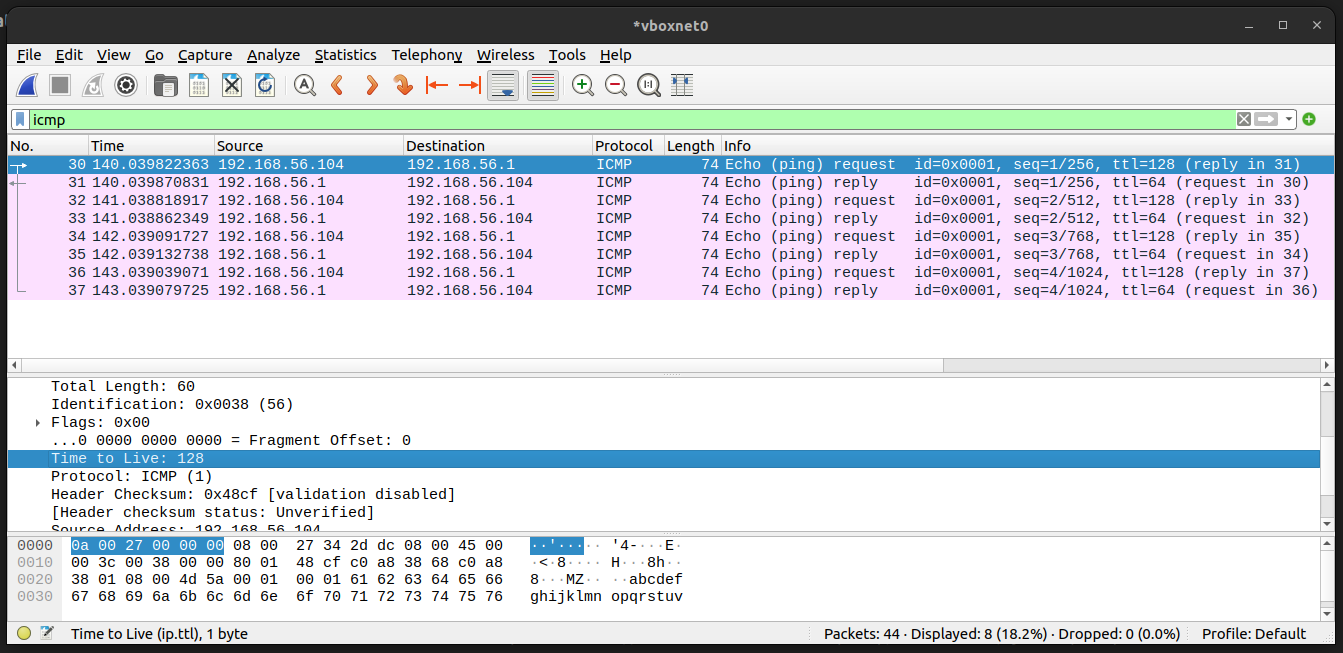 *vboxnet0
File Edit View Go Capture Analyze Statistics Telephony Wireless Tools Help
icmp
No. Time Source Destination Protocol Length Info
30 140.039822363 192.168.56.104 192.168.56.1 ICMP 74 Echo (ping) request id=0x0001, seq=1/256, ttl=128 (reply in 31)
31 140.039870831 192.168.56.1 192.168.56.104 ICMP 74 Echo (ping) reply id=0x0001, seq=1/256, ttl=64 (request in 30)
32 141.038818917 192.168.56.104 192.168.56.1 ICMP 74 Echo (ping) request id=0x0001, seq=2/512, ttl=128 (reply in 33)
33 141.038862349 192.168.56.1 192.168.56.104 ICMP 74 Echo (ping) reply id=0x0001, seq=2/512, ttl=64 (request in 32)
34 142.039091727 192.168.56.104 192.168.56.1 ICMP 74 Echo (ping) request id=0x0001, seq=3/768, ttl=128 (reply in 35)
35 142.039132738 192.168.56.1 192.168.56.104 ICMP 74 Echo (ping) reply id=0x0001, seq=3/768, ttl=64 (request in 34)
36 143.039039071 192.168.56.104 192.168.56.1 ICMP 74 Echo (ping) request id=0x0001, seq=4/1024, ttl=128 (reply in 37)
37 143.039079725 192.168.56.1 192.168.56.104 ICMP 74 Echo (ping) reply id=0x0001, seq=4/1024, ttl=64 (request in 36)
Total Length: 60
Identification: 0x0038 (56)
Flags: 0x00
...0 0000 0000 0000 = Fragment Offset: 0
Time to Live: 128
Protocol: ICMP (1)
Header Checksum: 0x48cf [validation disabled]
[Header checksum status: Unverified]
Source Address: 192.168.56.104
0000 0a 00 27 00 00 00 08 00 27 34 2d dc 08 00 45 00 ··'····· '4-···E·
0010 00 3c 00 38 00 00 80 01 48 cf c0 a8 38 68 c0 a8 ·<·8···· H···8h··
0020 38 01 08 00 4d 5a 00 01 00 01 61 62 63 64 65 66 8···MZ·· ··abcdef
0030 67 68 69 6a 6b 6c 6d 6e 6f 70 71 72 73 74 75 76 ghijklmn opqrstuv
Time to Live (ip.ttl), 1 byte Packets: 44 · Displayed: 8 (18.2%) · Dropped: 0 (0.0%) Profile: Default